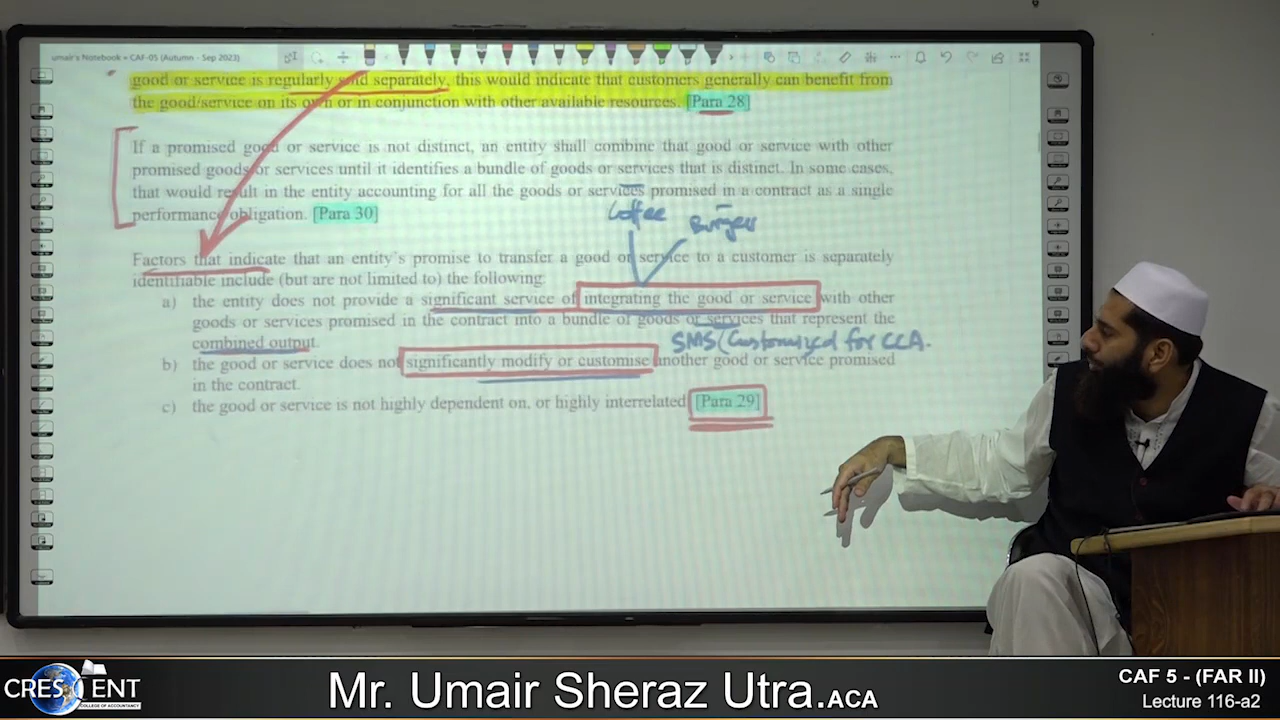 umair's Notebook » CAF-05 (Autumn - Sep 2023)
good or service is regularly sold separately, this would indicate that customers generally can benefit from
the good/service on its own or in conjunction with other available resources. [Para 28]
If a promised good or service is not distinct, an entity shall combine that good or service with other
promised goods or services until it identifies a bundle of goods or services that is distinct. In some cases,
that would result in the entity accounting for all the goods or services promised in a contract as a single
performance obligation. [Para 30]
Coffee Burger
Factors that indicate that an entity's promise to transfer a good or service to a customer is separately
identifiable include (but are not limited to) the following:
a) the entity does not provide a significant service of integrating the good or service with other
goods or services promised in the contract into a bundle of goods or services that represent the
combined output.
SMS (Customized for CCA.
b) the good or service does not significantly modify or customise another good or service promised
in the contract.
c) the good or service is not highly dependent on, or highly interrelated [Para 29]
CRESCENT
COLLEGE OF ACCOUNTANCY
Mr. Umair Sheraz Utra.ACA
CAF 5 - (FAR II)
Lecture 116-a2